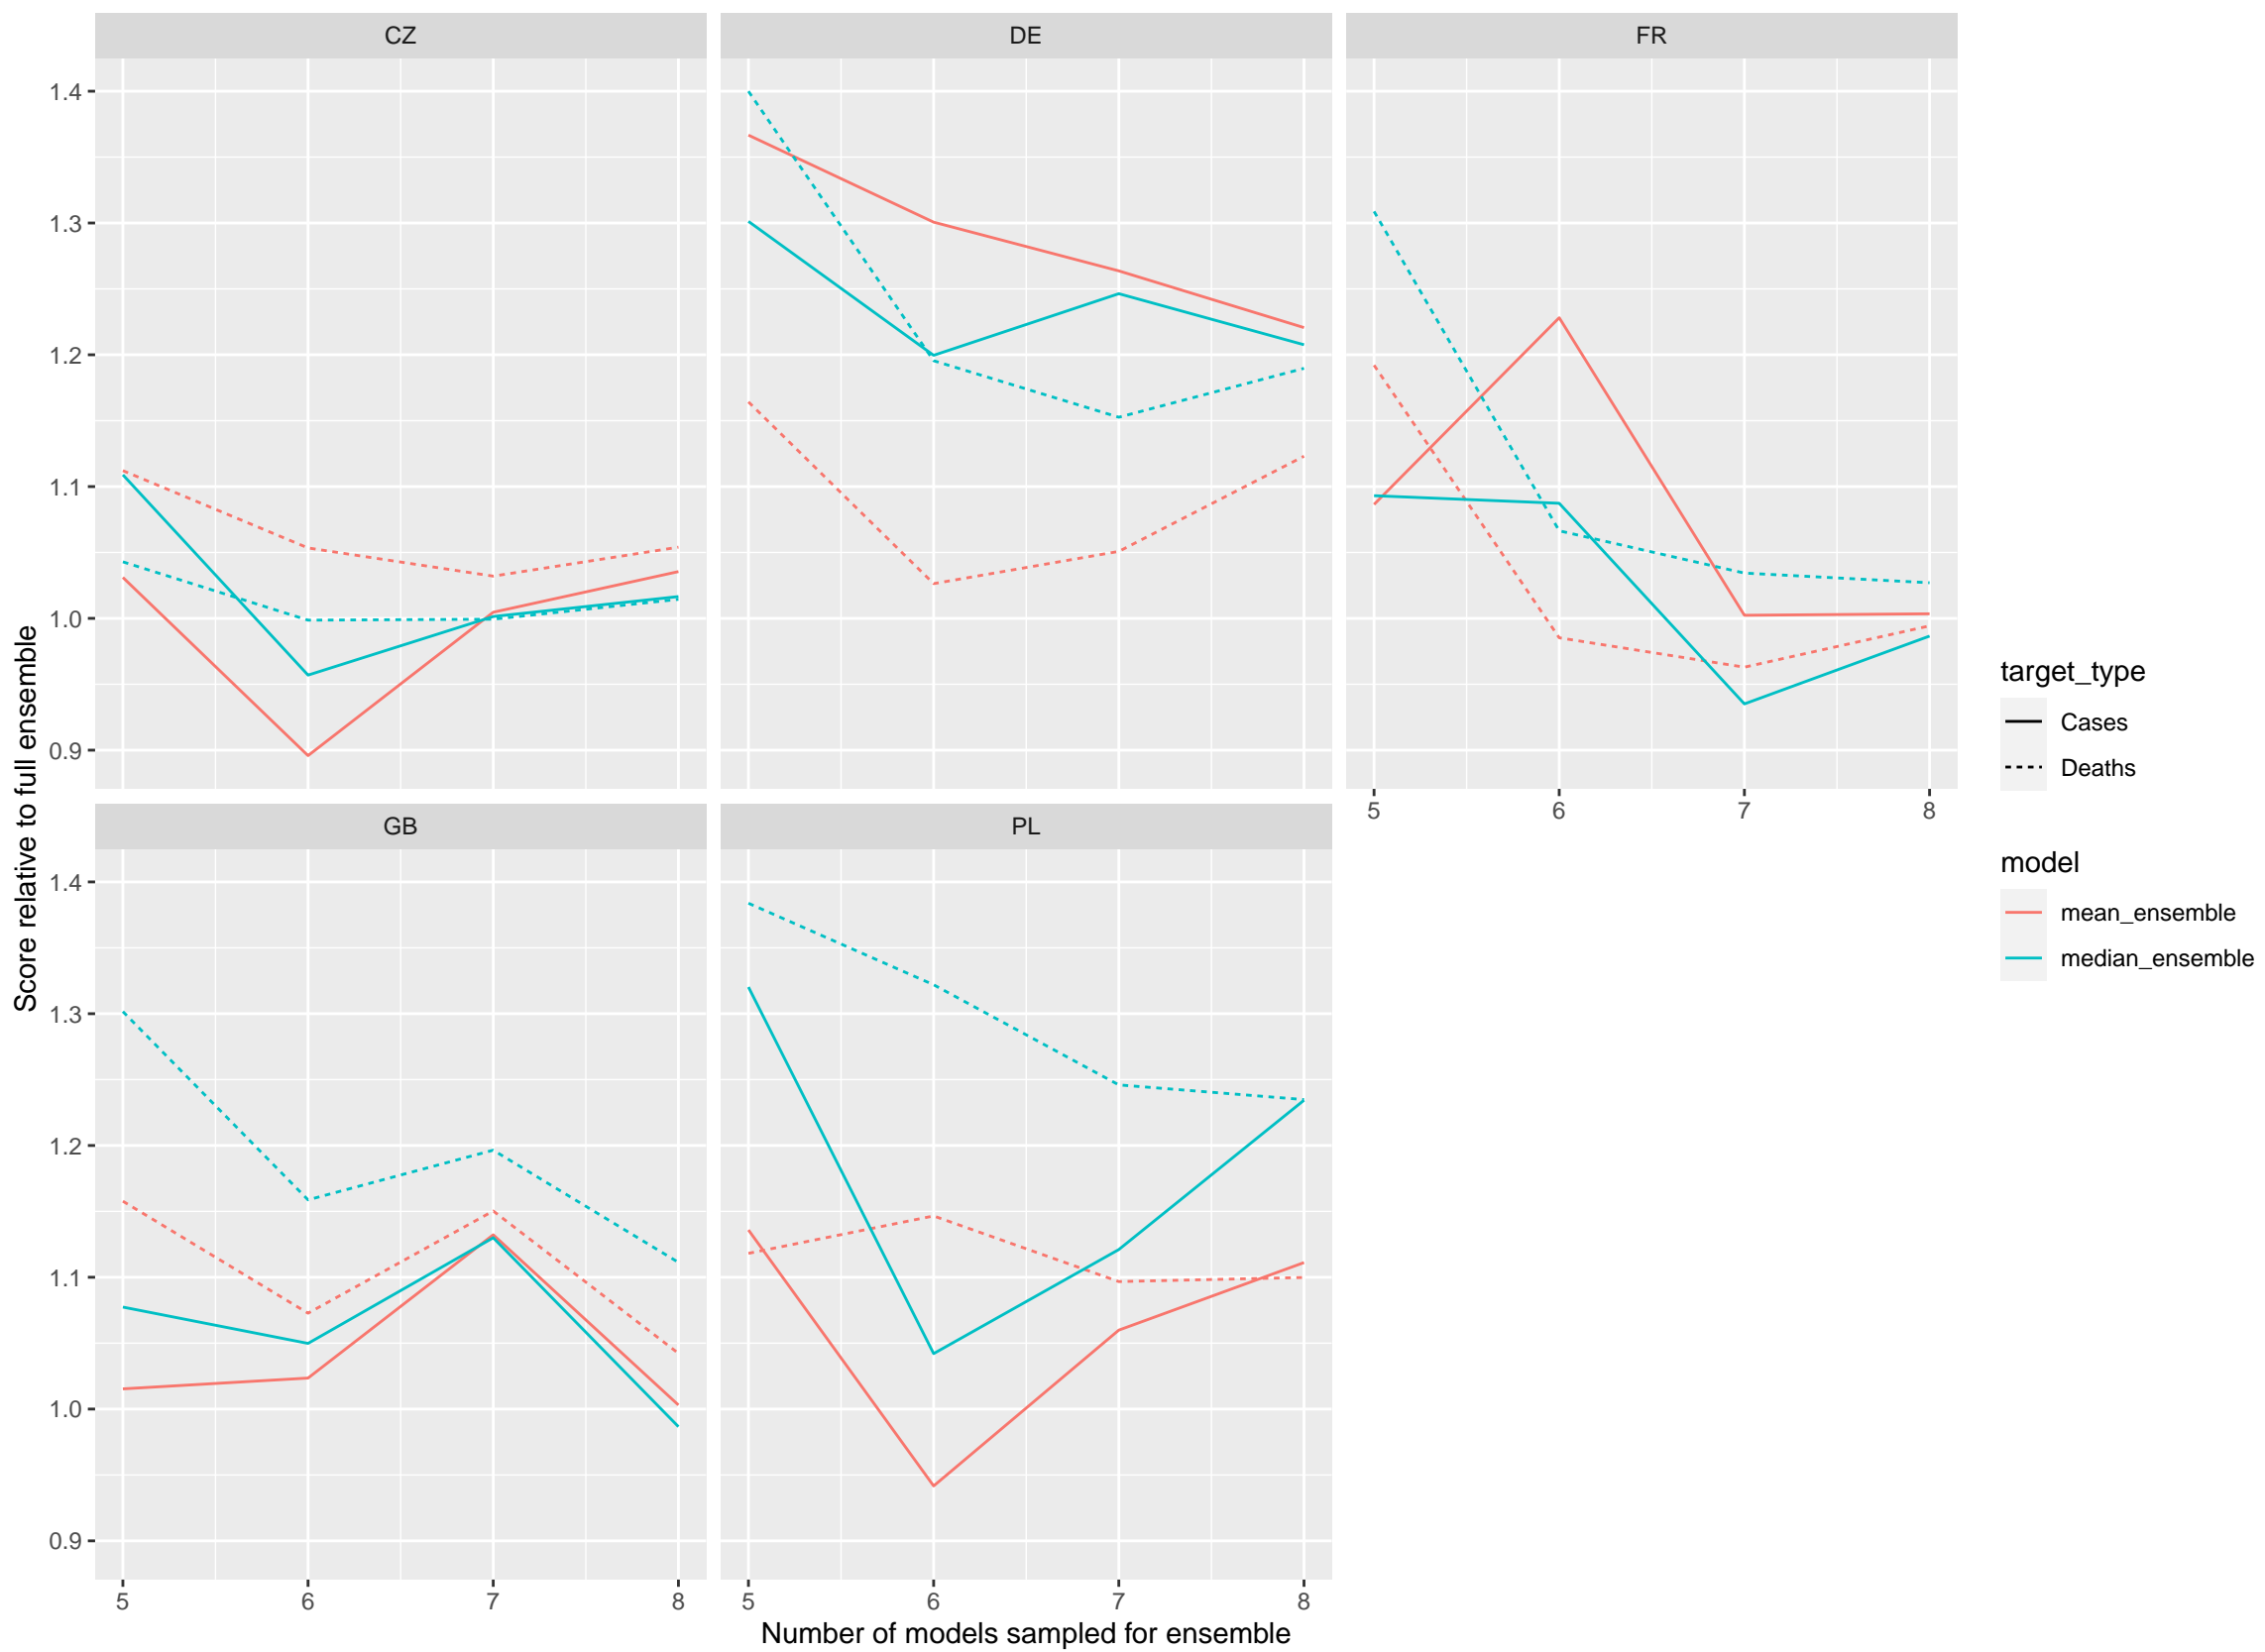 CZ
DE
FR
1.4
1.3
1.2
1.1
1.0
0.9
5
6
7
8
GB
PL
1.4
1.3
1.2
1.1
1.0
0.9
5
6
7
8
5
6
7
8
Number of models sampled for ensemble
Score relative to full ensemble
target_type
Cases
Deaths
model
mean_ensemble
median_ensemble